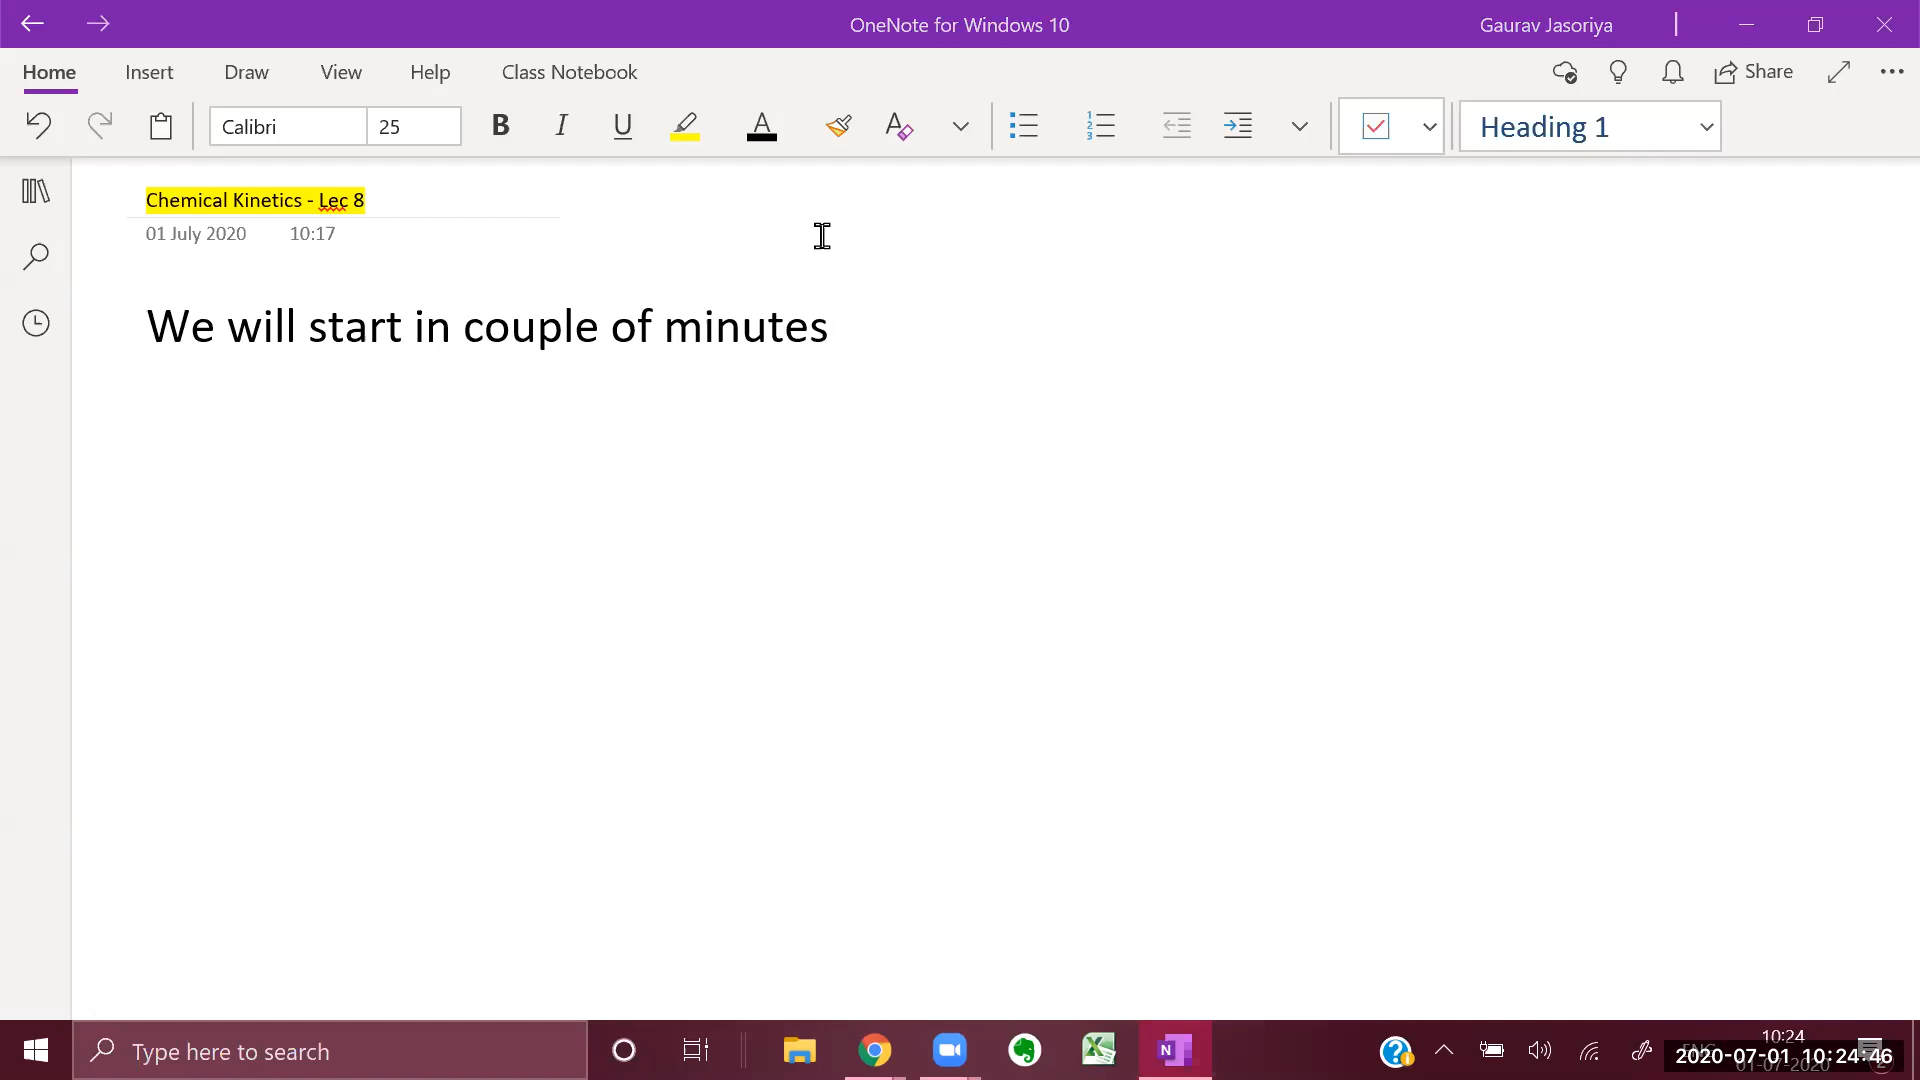 OneNote for Windows 10
Gaurav Jasoriya
Home Insert Draw View Help Class Notebook
Share
Calibri 25 B I U A A Heading 1
Chemical Kinetics - Lec 8
01 July 2020 10:17
We will start in couple of minutes
Type here to search
10:24
ENG
01-07-2020
2020-07-01 10:24:46